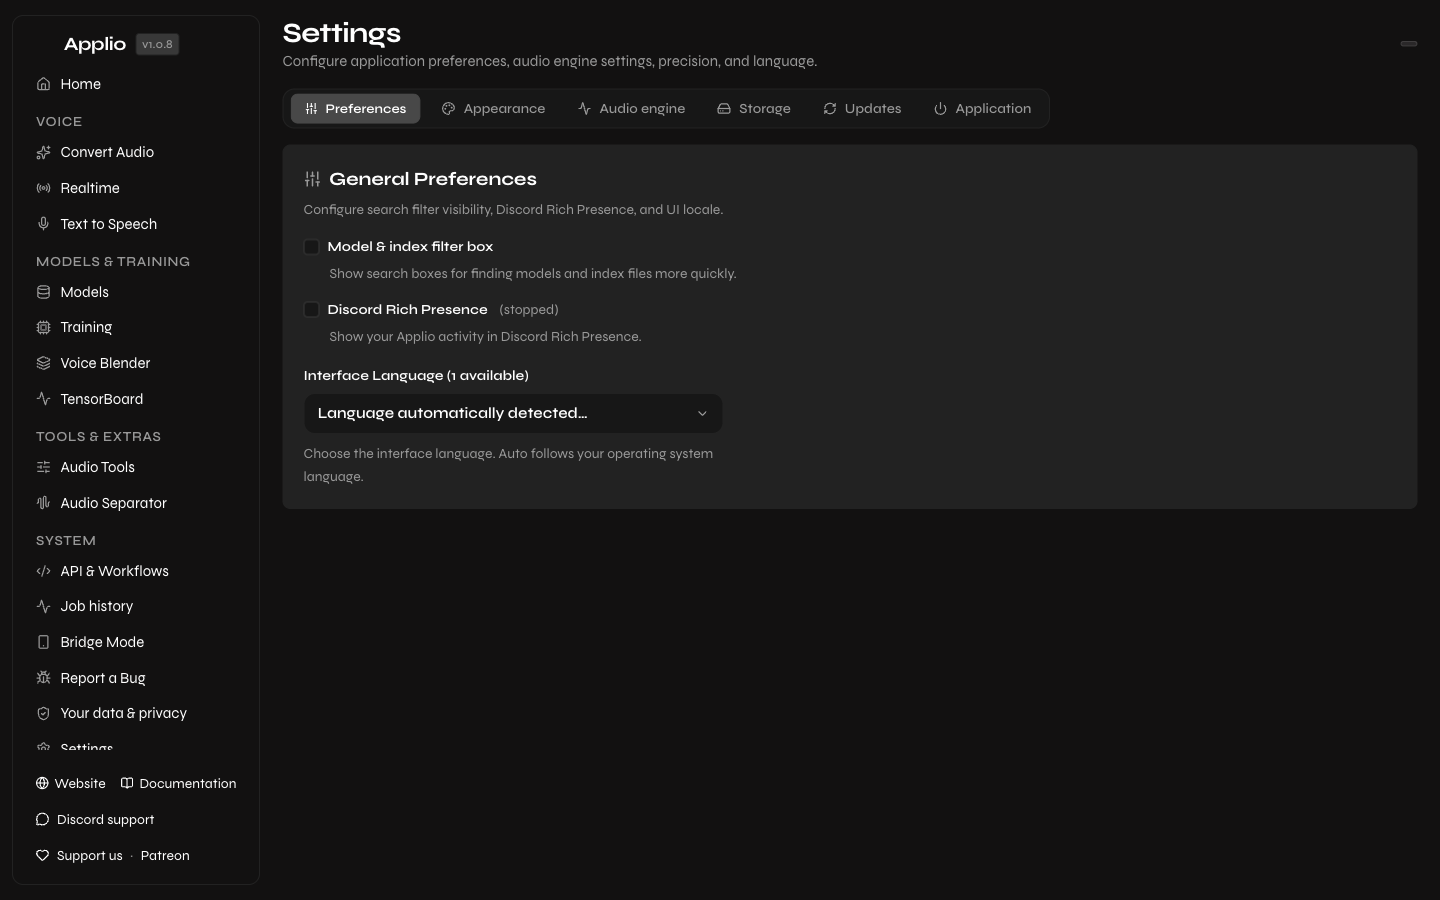 Applio v1.0.8
Home
VOICE
Convert Audio
Realtime
Text to Speech
MODELS & TRAINING
Models
Training
Voice Blender
TensorBoard
TOOLS & EXTRAS
Audio Tools
Audio Separator
SYSTEM
API & Workflows
Job history
Bridge Mode
Report a Bug
Your data & privacy
Settings
Website Documentation
Discord support
Support us · Patreon
Settings
Configure application preferences, audio engine settings, precision, and language.
Preferences Appearance Audio engine Storage Updates Application
General Preferences
Configure search filter visibility, Discord Rich Presence, and UI locale.
Model & index filter box
Show search boxes for finding models and index files more quickly.
Discord Rich Presence (stopped)
Show your Applio activity in Discord Rich Presence.
Interface Language (1 available)
Language automatically detected...
Choose the interface language. Auto follows your operating system
language.